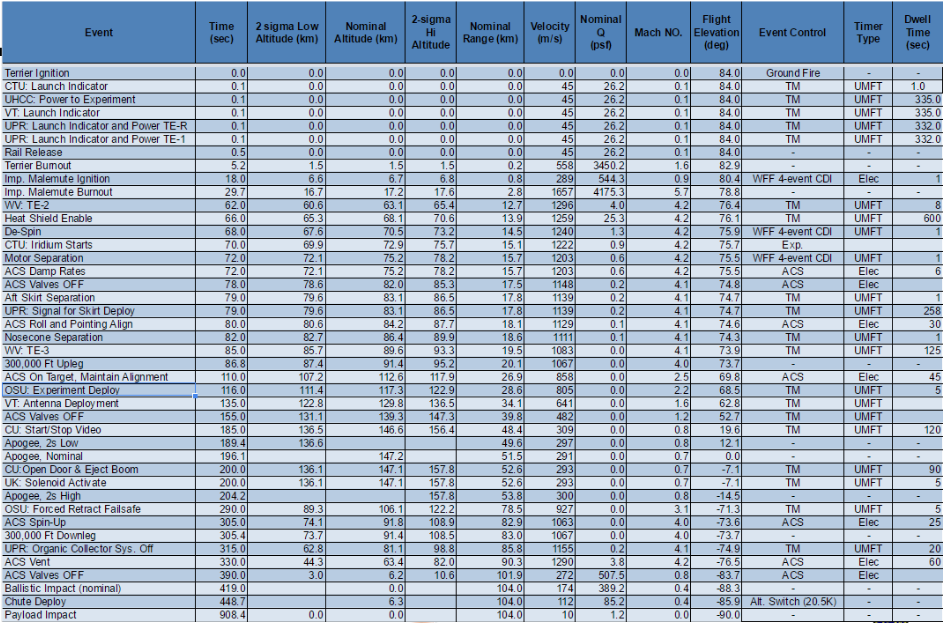 Event Time (sec) 2 sigma Low Altitude (km) Nominal Altitude (km) 2-sigma Hi Altitude Nominal Range (km) Velocity (m/s) Nominal Q (psf) Mach NO. Flight Elevation (deg) Event Control Timer Type Dwell Time (sec)
Terrier Ignition 0.0 0.0 0.0 0.0 0.0 0.0 0.0 0.0 84.0 Ground Fire - -
CTU: Launch Indicator 0.1 0.0 0.0 0.0 0.0 45 26.2 0.1 84.0 TM UMFT 1.0
UHCC: Power to Experiment 0.1 0.0 0.0 0.0 0.0 45 26.2 0.1 84.0 TM UMFT 335.0
VT: Launch Indicator 0.1 0.0 0.0 0.0 0.0 45 26.2 0.1 84.0 TM UMFT 335.0
UPR: Launch Indicator and Power TE-R 0.1 0.0 0.0 0.0 0.0 45 26.2 0.1 84.0 TM UMFT 332.0
UPR: Launch Indicator and Power TE-1 0.1 0.0 0.0 0.0 0.0 45 26.2 0.1 84.0 TM UMFT 332.0
Rail Release 0.5 0.0 0.0 0.0 0.0 45 26.2 0.1 84.0 - - -
Terrier Burnout 5.2 1.5 1.5 1.5 0.2 558 3450.2 1.6 82.9 - - -
Imp. Malemute Ignition 18.0 6.6 6.7 6.8 0.8 289 544.3 0.9 80.4 WFF 4-event CDI Elec 1
Imp. Malemute Burnout 29.7 16.7 17.2 17.6 2.8 1657 4175.3 5.7 78.8 - - -
WV: TE-2 62.0 60.6 63.1 65.4 12.7 1296 4.0 4.2 76.4 TM UMFT 8
Heat Shield Enable 66.0 65.3 68.1 70.6 13.9 1259 25.3 4.2 76.1 TM UMFT 600
De-Spin 68.0 67.6 70.5 73.2 14.5 1240 1.3 4.2 75.9 WFF 4-event CDI UMFT 1
CTU: Iridium Starts 70.0 69.9 72.9 75.7 15.1 1222 0.9 4.2 75.7 Exp.
Motor Separation 72.0 72.1 75.2 78.2 15.7 1203 0.6 4.2 75.5 WFF 4-event CDI UMFT 1
ACS Damp Rates 72.0 72.1 75.2 78.2 15.7 1203 0.6 4.2 75.5 ACS Elec 6
ACS Valves OFF 78.0 78.6 82.0 85.3 17.5 1148 0.2 4.1 74.8 ACS Elec
Aft Skirt Separation 79.0 79.6 83.1 86.5 17.8 1139 0.2 4.1 74.7 TM UMFT 1
UPR: Signal for Skirt Deploy 79.0 79.6 83.1 86.5 17.8 1139 0.2 4.1 74.7 TM UMFT 258
ACS Roll and Pointing Align 80.0 80.6 84.2 87.7 18.1 1129 0.1 4.1 74.6 ACS Elec 30
Nosecone Separation 82.0 82.7 86.4 89.9 18.6 1111 0.1 4.1 74.3 TM UMFT 1
WV: TE-3 85.0 85.7 89.6 93.3 19.5 1083 0.0 4.1 73.9 TM UMFT 125
300,000 Ft Upleg 86.8 87.4 91.4 95.2 20.1 1067 0.0 4.1 73.7 - - -
ACS On Target, Maintain Alignment 110.0 107.2 112.6 117.9 26.9 858 0.0 2.5 69.8 ACS Elec 45
OSU: Experiment Deploy 116.0 111.4 117.3 122.9 28.6 805 0.0 2.2 68.5 TM UMFT 5
VT: Antenna Deployment 135.0 122.8 129.8 136.5 34.1 641 0.0 1.6 62.8 TM UMFT
ACS Valves OFF 155.0 131.1 139.3 147.3 39.8 482 0.0 1.2 52.7 TM UMFT
CU: Start/Stop Video 185.0 136.5 146.6 156.4 48.4 309 0.0 0.8 19.6 TM UMFT 120
Apogee, 2s Low 189.4 136.6 49.6 297 0.0 0.8 12.1 - - -
Apogee, Nominal 196.1 147.2 51.5 291 0.0 0.7 0.0 - - -
CU:Open Door & Eject Boom 200.0 136.1 147.1 157.8 52.6 293 0.0 0.7 -7.1 TM UMFT 90
UK: Solenoid Activate 200.0 136.1 147.1 157.8 52.6 293 0.0 0.7 -7.1 TM UMFT 5
Apogee, 2s High 204.2 157.8 53.8 300 0.0 0.8 -14.5 - - -
OSU: Forced Retract Failsafe 290.0 89.3 106.1 122.2 78.5 927 0.0 3.1 -71.3 TM UMFT 5
ACS Spin-Up 305.0 74.1 91.8 108.9 82.9 1063 0.0 4.0 -73.6 ACS Elec 25
300,000 Ft Downleg 305.4 73.7 91.4 108.5 83.0 1067 0.0 4.0 -73.7 - -
UPR: Organic Collector Sys. Off 315.0 62.8 81.1 98.8 85.8 1155 0.2 4.1 -74.9 TM UMFT 20
ACS Vent 330.0 44.3 63.4 82.0 90.3 1290 3.8 4.2 -76.5 ACS Elec 60
ACS Valves OFF 390.0 3.0 6.2 10.6 101.9 272 507.5 0.8 -83.7 ACS Elec
Ballistic Impact (nominal) 419.0 0.0 104.0 174 389.2 0.4 -88.3 - - -
Chute Deploy 448.7 6.3 104.0 112 85.2 0.4 -85.9 Alt. Switch (20.5K) - -
Payload Impact 908.4 0.0 0.0 104.0 10 1.2 0.0 -90.0 - - -